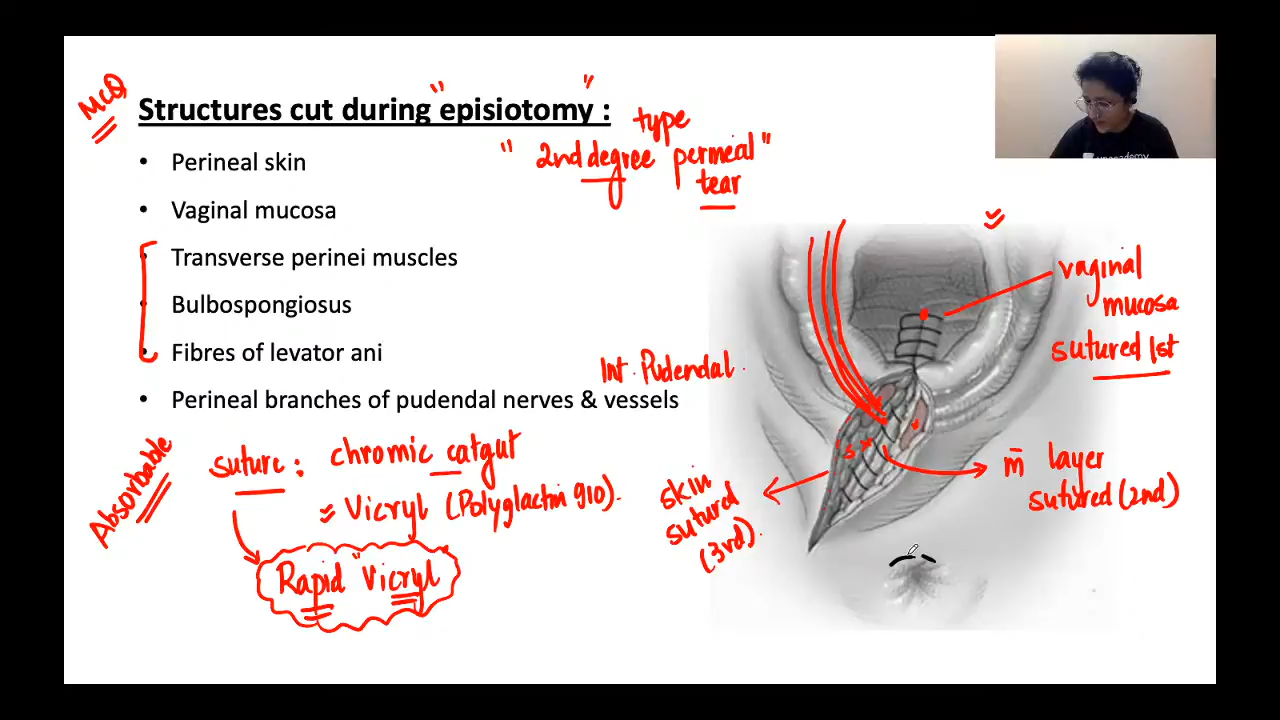 MCQ
Structures cut during "episiotomy" :
type
" 2nd degree perineal "
tear
• Perineal skin
• Vaginal mucosa
• Transverse perinei muscles
• Bulbospongiosus
• Fibres of levator ani
Int. Pudendal
• Perineal branches of pudendal nerves & vessels
Absorbable
suture : chromic catgut
= Vicryl (Polyglactin 910).
Rapid "Vicryl
vaginal
mucosa
sutured 1st
m̄ layer
sutured (2nd)
skin
sutured
(3rd).